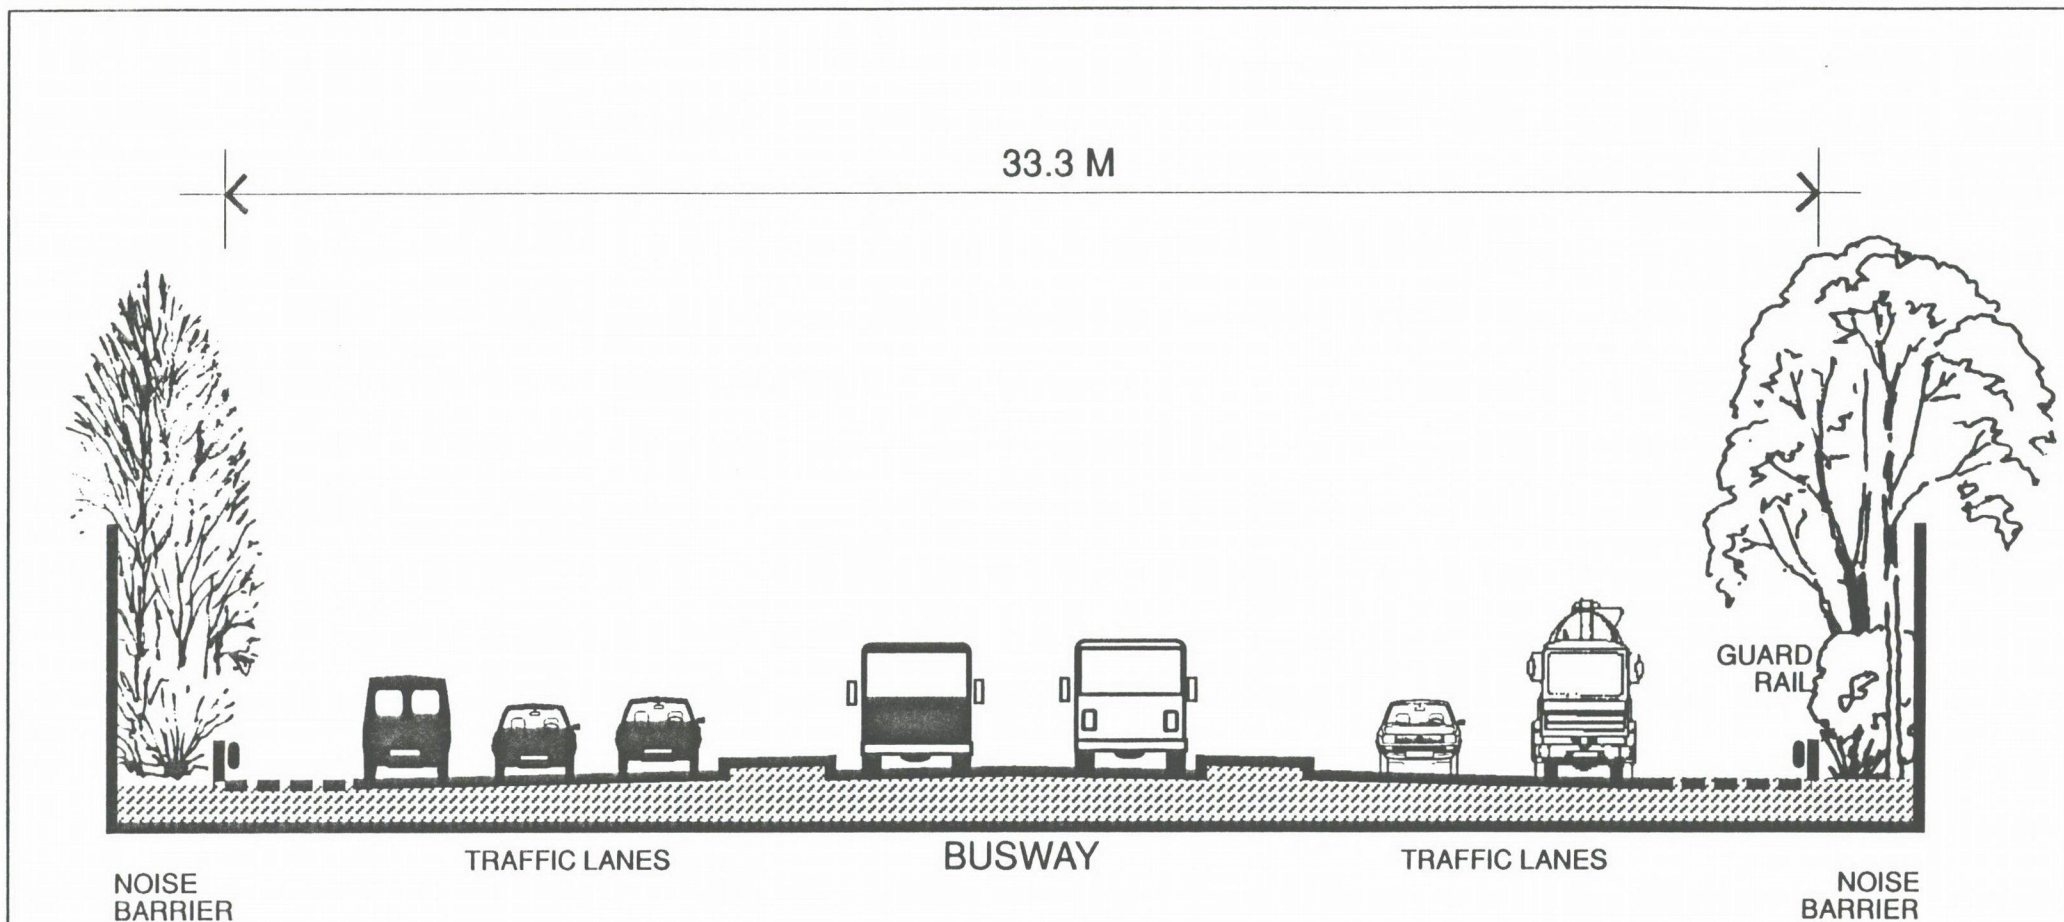 33.3 M
GUARD
RAIL
TRAFFIC LANES
BUSWAY
TRAFFIC LANES
NOISE
BARRIER
NOISE
BARRIER